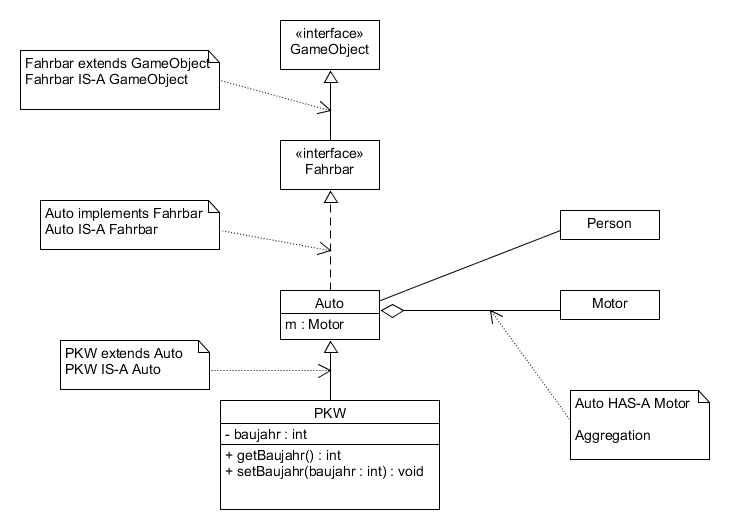 «interface»
GameObject
Fahrbar extends GameObject
Fahrbar IS-A GameObject
«interface»
Fahrbar
Auto implements Fahrbar
Auto IS-A Fahrbar
Person
Auto
m : Motor
Motor
PKW extends Auto
PKW IS-A Auto
Auto HAS-A Motor
Aggregation
PKW
- baujahr : int
+ getBaujahr() : int
+ setBaujahr(baujahr : int) : void